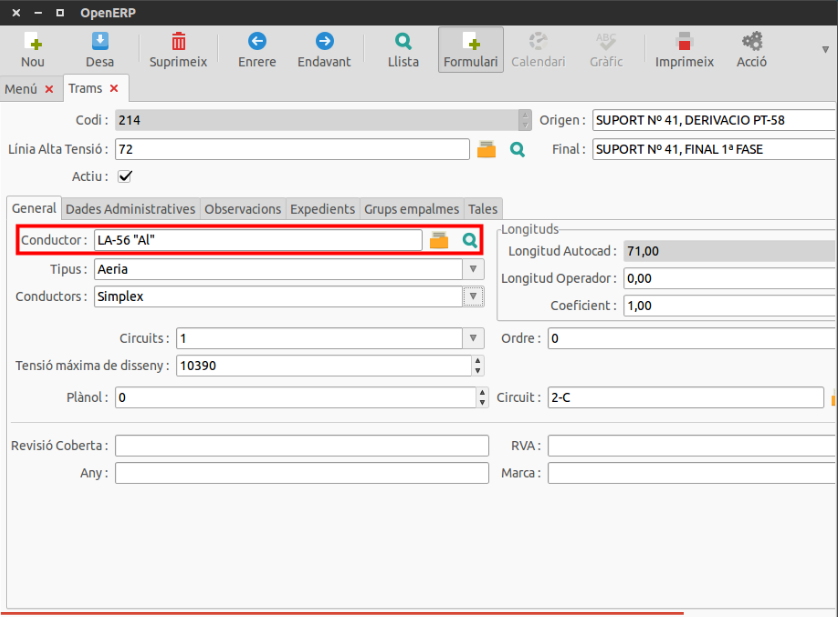 OpenERP
Nou Desa Suprimeix Enrere Endavant Llista Formulari Calendari Gràfic Imprimeix Acció
Menú Trams
Codi : 214 Origen : SUPORT Nº 41, DERIVACIO PT-58
Línia Alta Tensió : 72 Final : SUPORT Nº 41, FINAL 1ª FASE
Actiu :
General Dades Administratives Observacions Expedients Grups empalmes Tales
Conductor : LA-56 "Al" Longituds
Longitud Autocad : 71,00
Tipus : Aeria
Longitud Operador : 0,00
Conductors : Simplex
Coeficient : 1,00
Circuits : 1 Ordre : 0
Tensió máxima de disseny : 10390
Plànol : 0 Circuit : 2-C
Revisió Coberta : RVA :
Any : Marca :